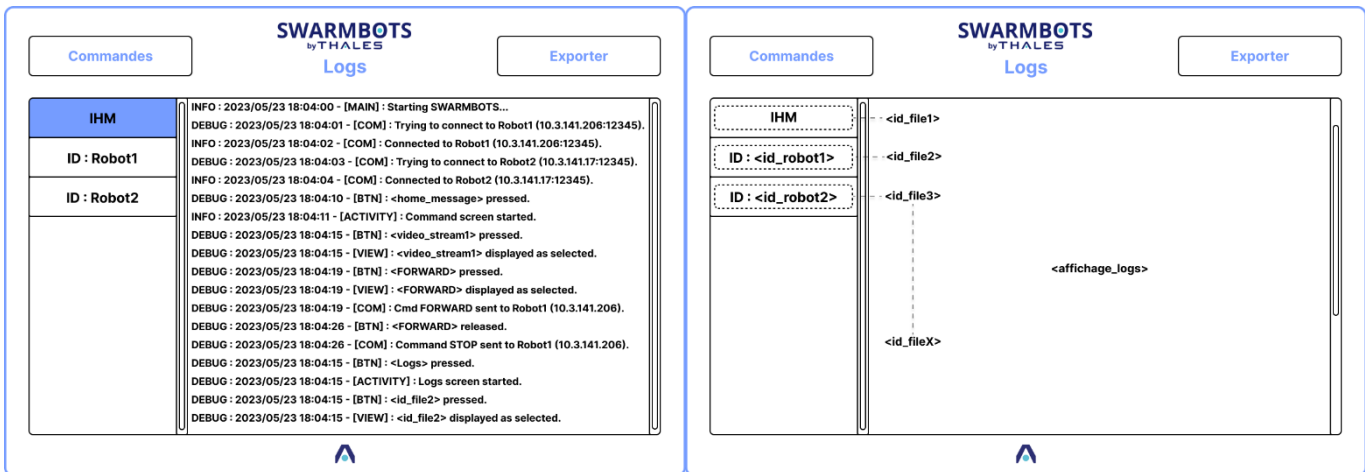 SWARMBOTS
by THALES
Commandes
Logs
Exporter
IHM
ID : Robot1
ID : Robot2
INFO : 2023/05/23 18:04:00 - [MAIN] : Starting SWARMBOTS...
DEBUG : 2023/05/23 18:04:01 - [COM] : Trying to connect to Robot1 (10.3.141.206:12345).
INFO : 2023/05/23 18:04:02 - [COM] : Connected to Robot1 (10.3.141.206:12345).
DEBUG : 2023/05/23 18:04:03 - [COM] : Trying to connect to Robot2 (10.3.141.17:12345).
INFO : 2023/05/23 18:04:04 - [COM] : Connected to Robot2 (10.3.141.17:12345).
DEBUG : 2023/05/23 18:04:10 - [BTN] : <home_message> pressed.
INFO : 2023/05/23 18:04:11 - [ACTIVITY] : Command screen started.
DEBUG : 2023/05/23 18:04:15 - [BTN] : <video_stream1> pressed.
DEBUG : 2023/05/23 18:04:15 - [VIEW] : <video_stream1> displayed as selected.
DEBUG : 2023/05/23 18:04:19 - [BTN] : <FORWARD> pressed.
DEBUG : 2023/05/23 18:04:19 - [VIEW] : <FORWARD> displayed as selected.
DEBUG : 2023/05/23 18:04:19 - [COM] : Cmd FORWARD sent to Robot1 (10.3.141.206).
DEBUG : 2023/05/23 18:04:26 - [BTN] : <FORWARD> released.
DEBUG : 2023/05/23 18:04:26 - [COM] : Command STOP sent to Robot1 (10.3.141.206).
DEBUG : 2023/05/23 18:04:15 - [BTN] : <Logs> pressed.
DEBUG : 2023/05/23 18:04:15 - [ACTIVITY] : Logs screen started.
DEBUG : 2023/05/23 18:04:15 - [BTN] : <id_file2> pressed.
DEBUG : 2023/05/23 18:04:15 - [VIEW] : <id_file2> displayed as selected.
SWARMBOTS
by THALES
Commandes
Logs
Exporter
IHM
<id_file1>
ID : <id_robot1>
<id_file2>
ID : <id_robot2>
<id_file3>
<affichage_logs>
<id_fileX>